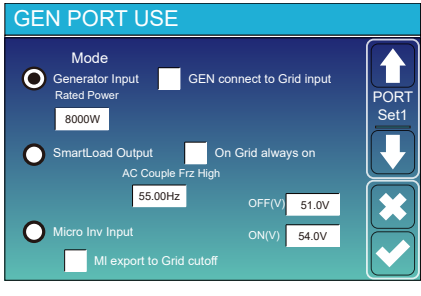 GEN PORT USE
Mode
Generator Input GEN connect to Grid input
Rated Power
8000W
PORT
Set1
SmartLoad Output On Grid always on
AC Couple Frz High
55.00Hz
OFF(V) 51.0V
Micro Inv Input ON(V) 54.0V
MI export to Grid cutoff